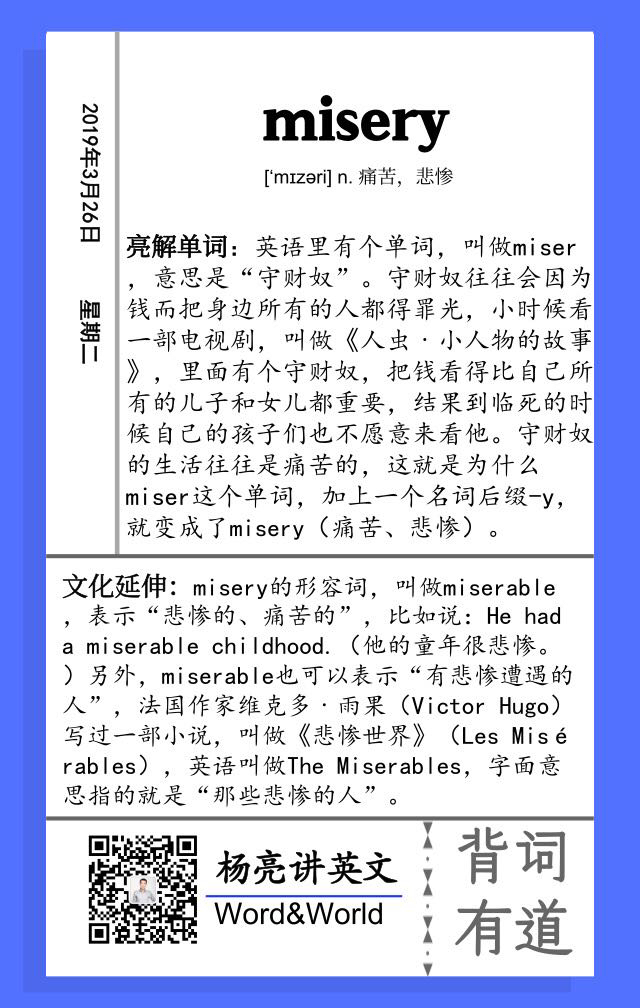 2019年3月26日 星期二
misery
['mɪzəri] n. 痛苦，悲惨
亮解单词：英语里有个单词，叫做miser
，意思是“守财奴”。守财奴往往会因为
钱而把身边所有的人都得罪光，小时候看
一部电视剧，叫做《人虫·小人物的故事
》，里面有个守财奴，把钱看得比自己所
有的儿子和女儿都重要，结果到临死的时
候自己的孩子们也不愿意来看他。守财奴
的生活往往是痛苦的，这就是为什么
miser这个单词，加上一个名词后缀-y，
就变成了misery（痛苦、悲惨）。
文化延伸：misery的形容词，叫做miserable
，表示“悲惨的、痛苦的”，比如说：He had
a miserable childhood.（他的童年很悲惨。
）另外，miserable也可以表示“有悲惨遭遇的
人”，法国作家维克多·雨果（Victor Hugo）
写过一部小说，叫做《悲惨世界》（Les Misé
rables），英语叫做The Miserables，字面意
思指的就是“那些悲惨的人”。
杨亮讲英文
Word&World
背词
有道